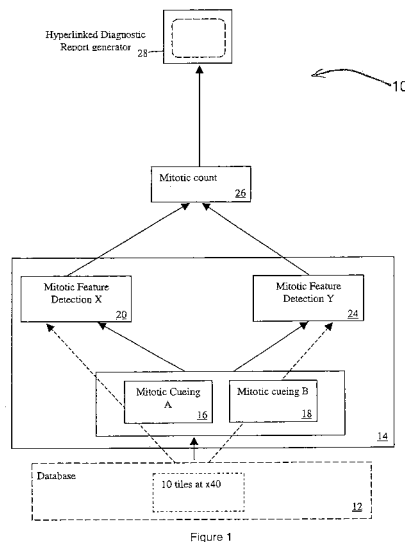 Hyperlinked Diagnostic
Report generator
28
10
Mitotic count
26
Mitotic Feature
Detection X
20
Mitotic Feature
Detection Y
24
Mitotic Cueing
A
16
Mitotic cueing B
18
14
Database
10 tiles at x40
12
Figure 1